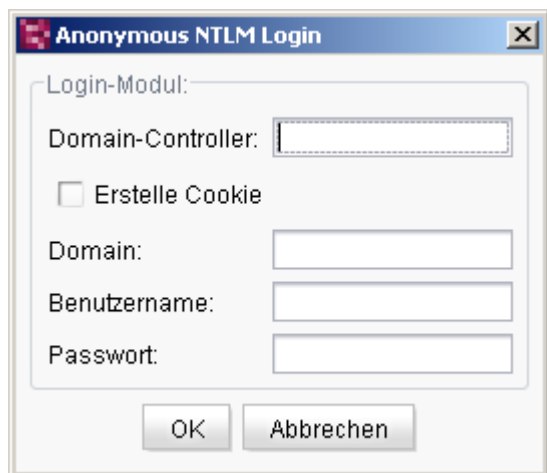 Anonymous NTLM Login
Login-Modul:
Domain-Controller:
Erstelle Cookie
Domain:
Benutzername:
Passwort:
OK Abbrechen